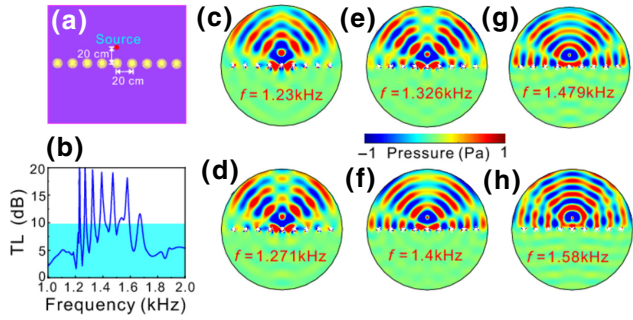 (a)
Source
20 cm
20 cm
(b)
20
15
10
5
0
TL (dB)
1.0 1.2 1.4 1.6 1.8 2.0
Frequency (kHz)
(c)
f = 1.23kHz
(d)
f = 1.271kHz
(e)
f = 1.326kHz
−1 Pressure (Pa) 1
(f)
f = 1.4kHz
(g)
f = 1.479kHz
(h)
f = 1.58kHz